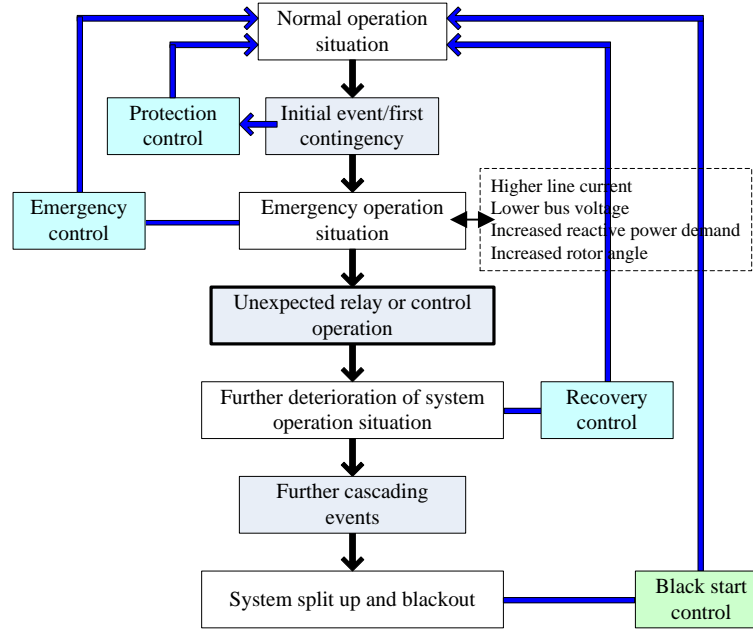 Normal operation
situation
Protection
control
Initial event/first
contingency
Emergency
control
Emergency operation
situation
Higher line current
Lower bus voltage
Increased reactive power demand
Increased rotor angle
Unexpected relay or control
operation
Further deterioration of system
operation situation
Recovery
control
Further cascading
events
System split up and blackout
Black start
control